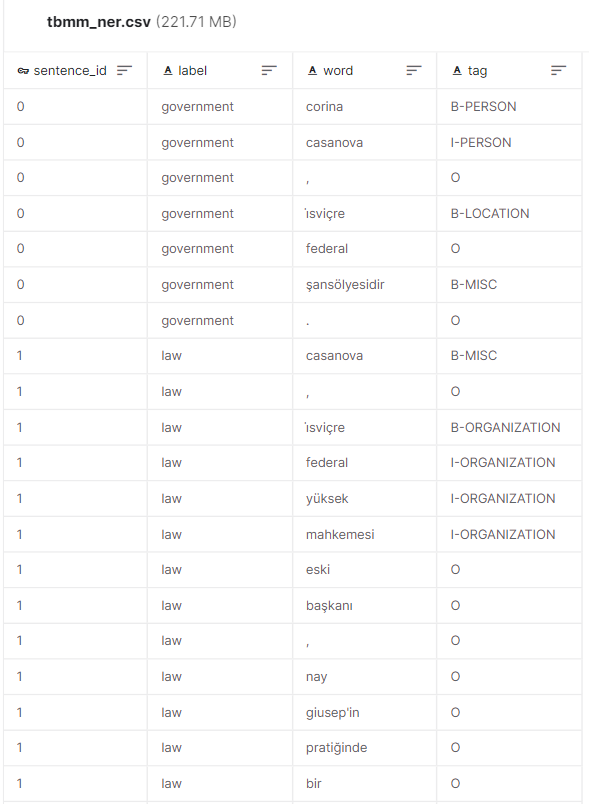 tbmm_ner.csv (221.71 MB)
sentence_id label word tag
0 government corina B-PERSON
0 government casanova I-PERSON
0 government , O
0 government i̇sviçre B-LOCATION
0 government federal O
0 government şansölyesidir B-MISC
0 government . O
1 law casanova B-MISC
1 law , O
1 law i̇sviçre B-ORGANIZATION
1 law federal I-ORGANIZATION
1 law yüksek I-ORGANIZATION
1 law mahkemesi I-ORGANIZATION
1 law eski O
1 law başkanı O
1 law , O
1 law nay O
1 law giusep'in O
1 law pratiğinde O
1 law bir O